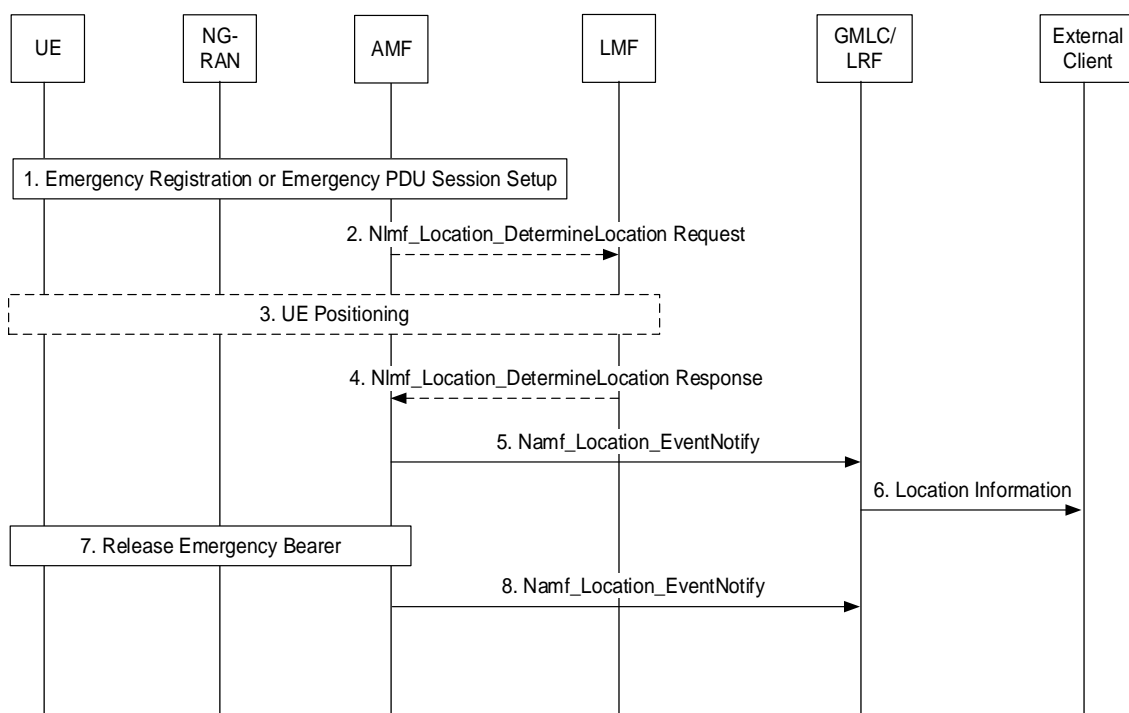 UE
NG-
RAN
AMF
LMF
GMLC/
LRF
External
Client
1. Emergency Registration or Emergency PDU Session Setup
2. Nlmf_Location_DetermineLocation Request
3. UE Positioning
4. Nlmf_Location_DetermineLocation Response
5. Namf_Location_EventNotify
6. Location Information
7. Release Emergency Bearer
8. Namf_Location_EventNotify